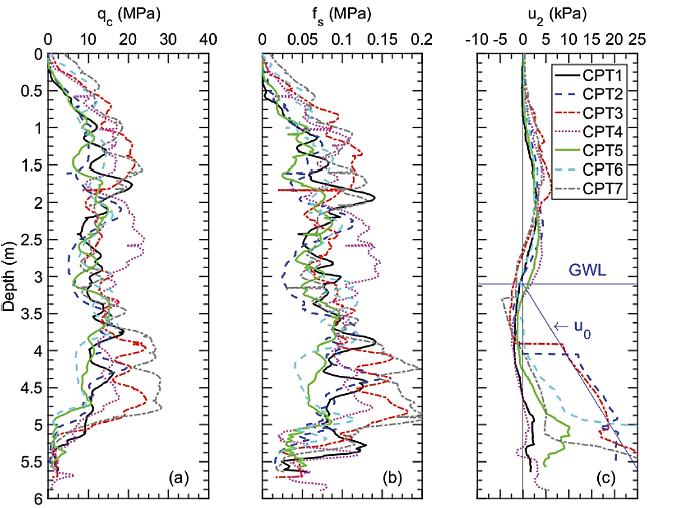 q_c (MPa)
0 10 20 30 40
f_s (MPa)
0 0.05 0.1 0.15 0.2
u_2 (kPa)
-10 -5 0 5 10 15 20 25
Depth (m)
0
0.5
1
1.5
2
2.5
3
3.5
4
4.5
5
5.5
6
CPT1
CPT2
CPT3
CPT4
CPT5
CPT6
CPT7
GWL
← u_0
(a)
(b)
(c)